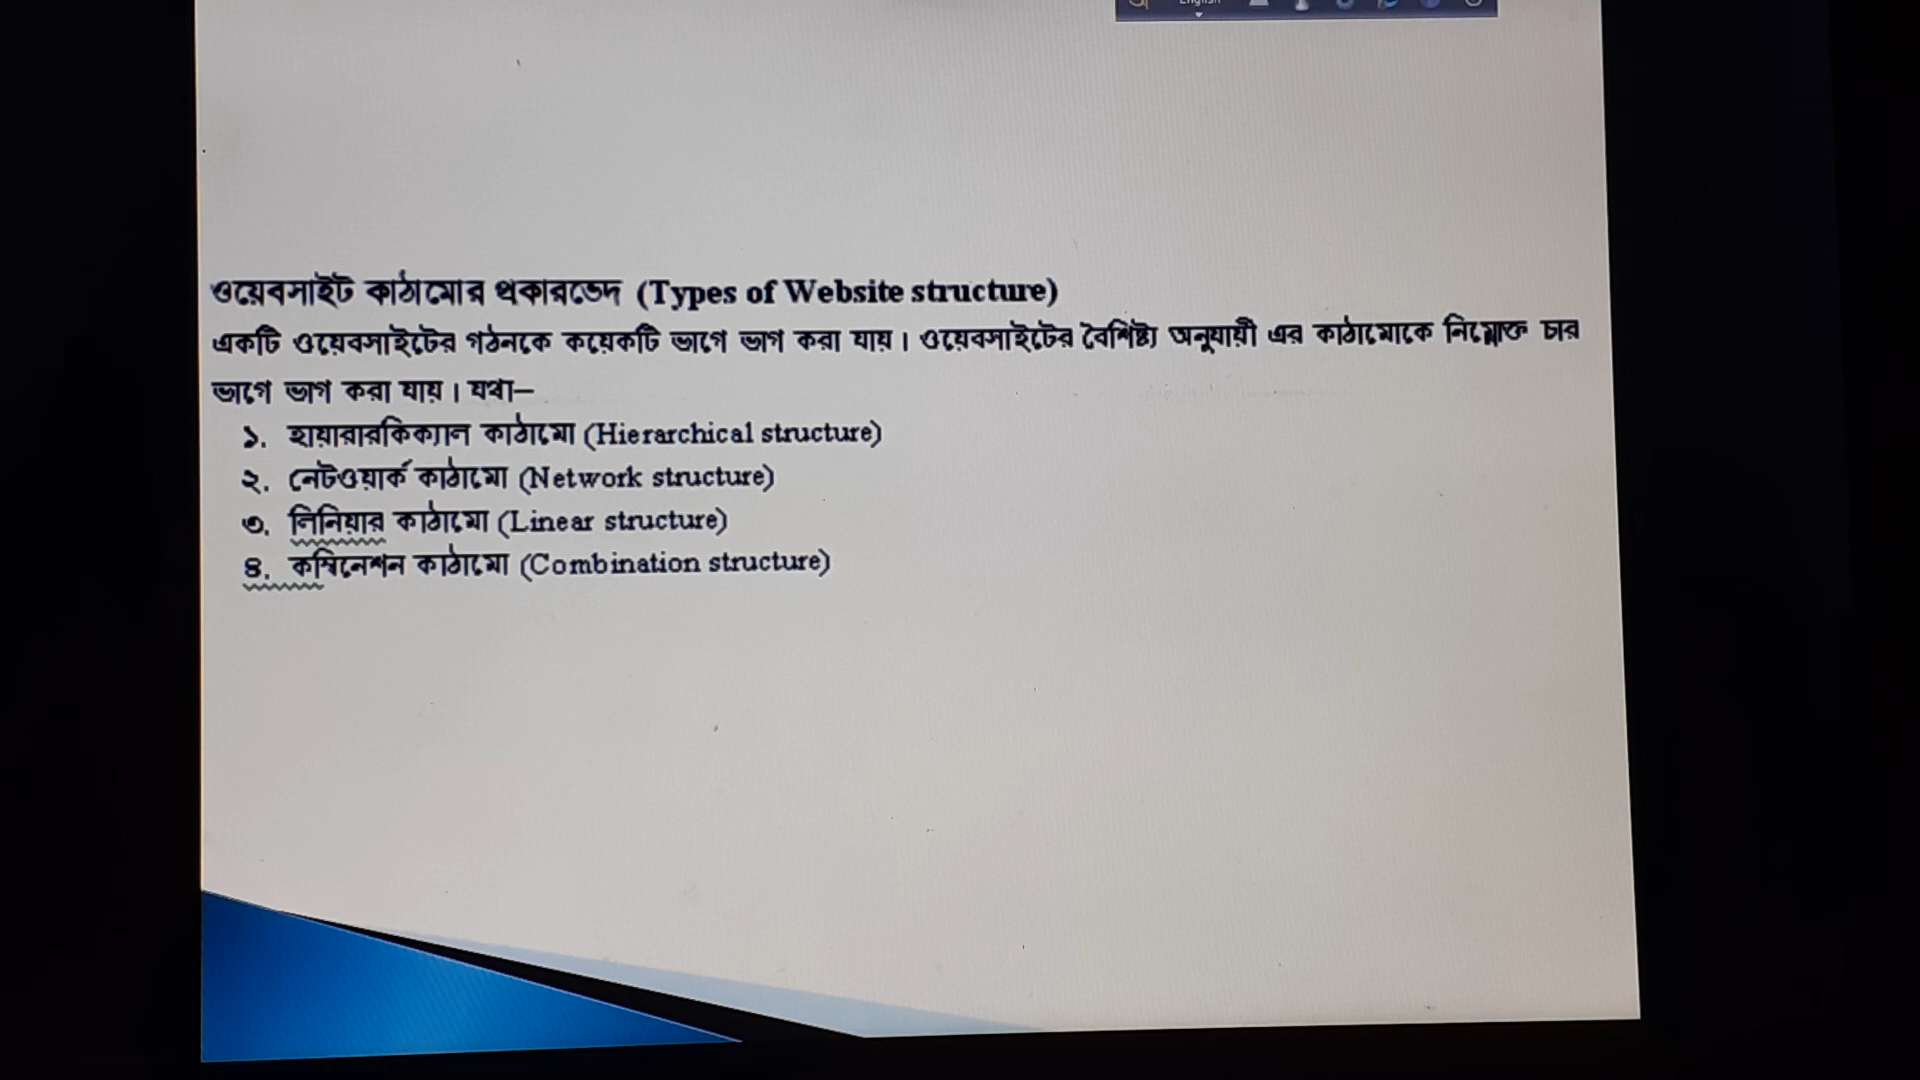 English
ওয়েবসাইট কাঠামোর প্রকারভেদ (Types of Website structure)
একটি ওয়েবসাইটের গঠনকে কয়েকটি ভাগে ভাগ করা যায়। ওয়েবসাইটের বৈশিষ্ট্য অনুযায়ী এর কাঠামোকে নিম্নোক্ত চার
ভাগে ভাগ করা যায়। যথা–
১. হায়ারারকিক্যাল কাঠামো (Hierarchical structure)
২. নেটওয়ার্ক কাঠামো (Network structure)
৩. লিনিয়ার কাঠামো (Linear structure)
৪. কম্বিনেশন কাঠামো (Combination structure)